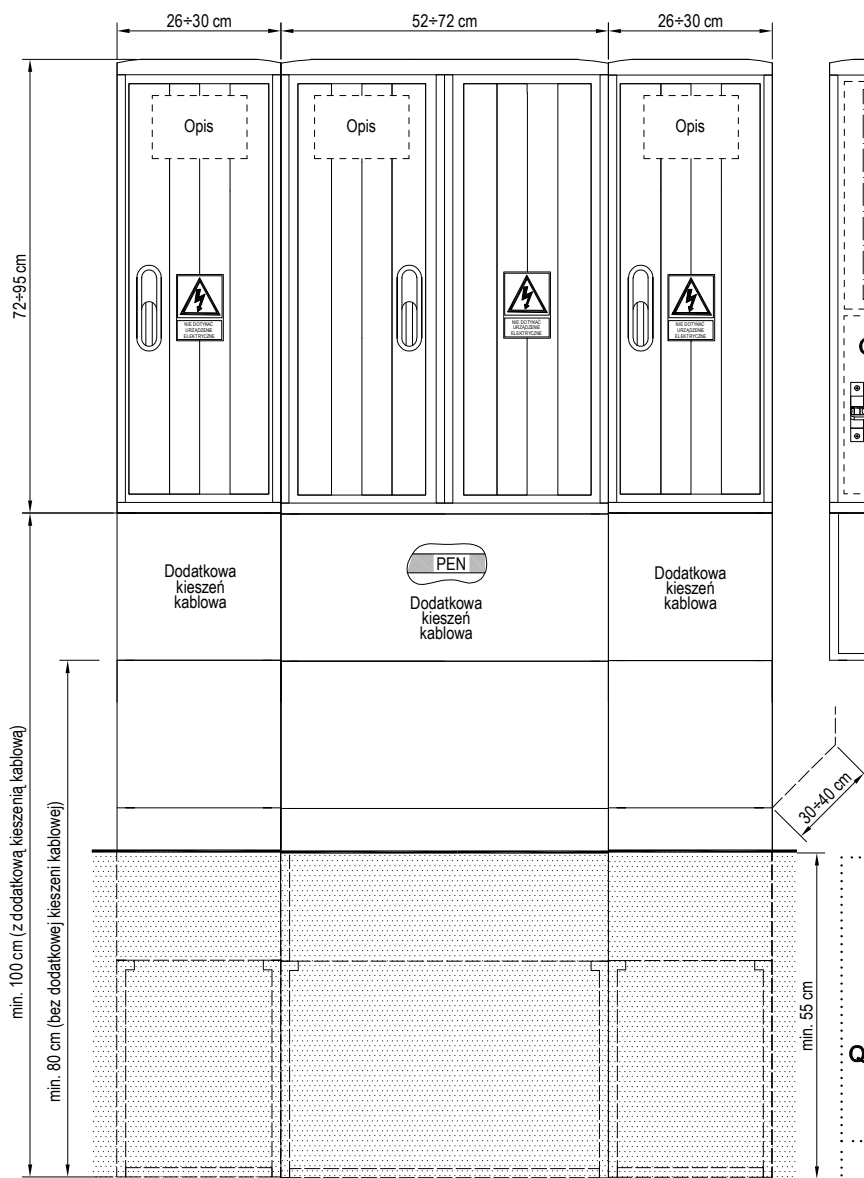 26÷30 cm
52÷72 cm
26÷30 cm
Opis
Opis
Opis
72÷95 cm
NIE DOTYKAĆ
URZĄDZENIE
ELEKTRYCZNE
NIE DOTYKAĆ
URZĄDZENIE
ELEKTRYCZNE
NIE DOTYKAĆ
URZĄDZENIE
ELEKTRYCZNE
Dodatkowa
kieszeń
kablowa
PEN
Dodatkowa
kieszeń
kablowa
Dodatkowa
kieszeń
kablowa
min. 100 cm (z dodatkową kieszenią kablową)
min. 80 cm (bez dodatkowej kieszeni kablowej)
30÷40 cm
min. 55 cm
Q